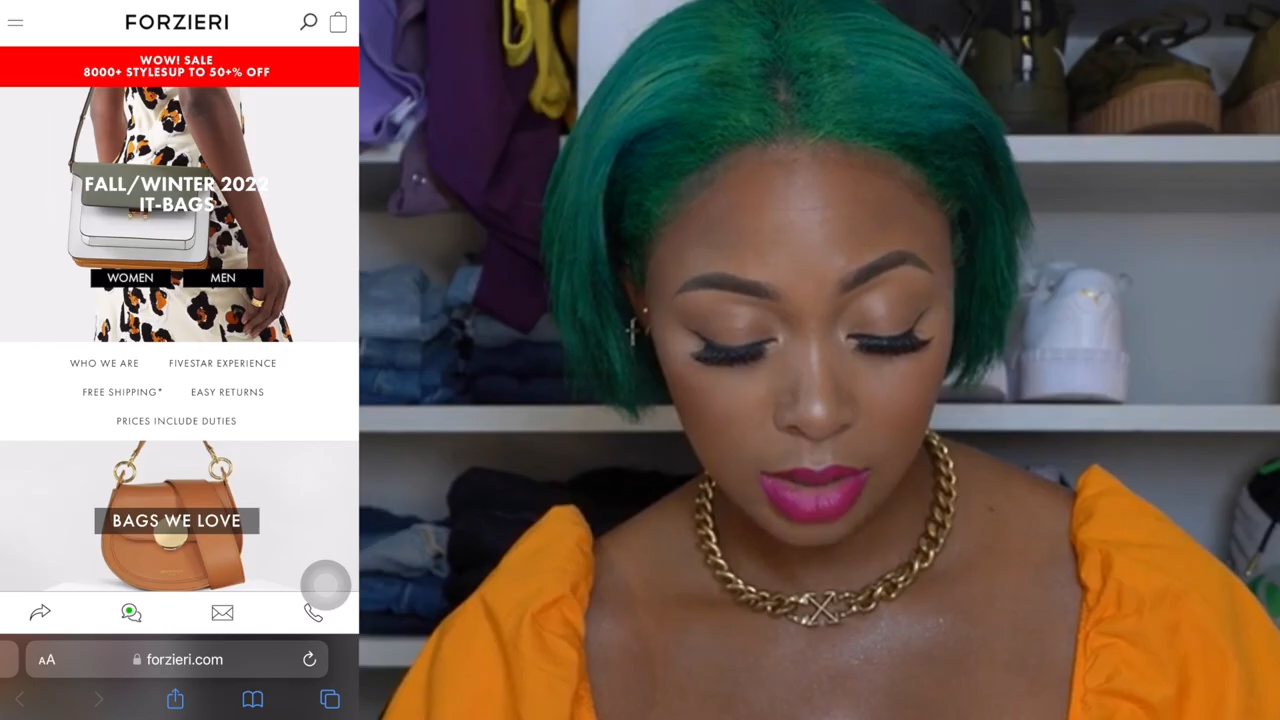 FORZIERI
WOW! SALE
8000+ STYLESUP TO 50+% OFF
FALL/WINTER 2022
IT-BAGS
WOMEN MEN
WHO WE ARE FIVESTAR EXPERIENCE
FREE SHIPPING* EASY RETURNS
PRICES INCLUDE DUTIES
BAGS WE LOVE
AA forzieri.com